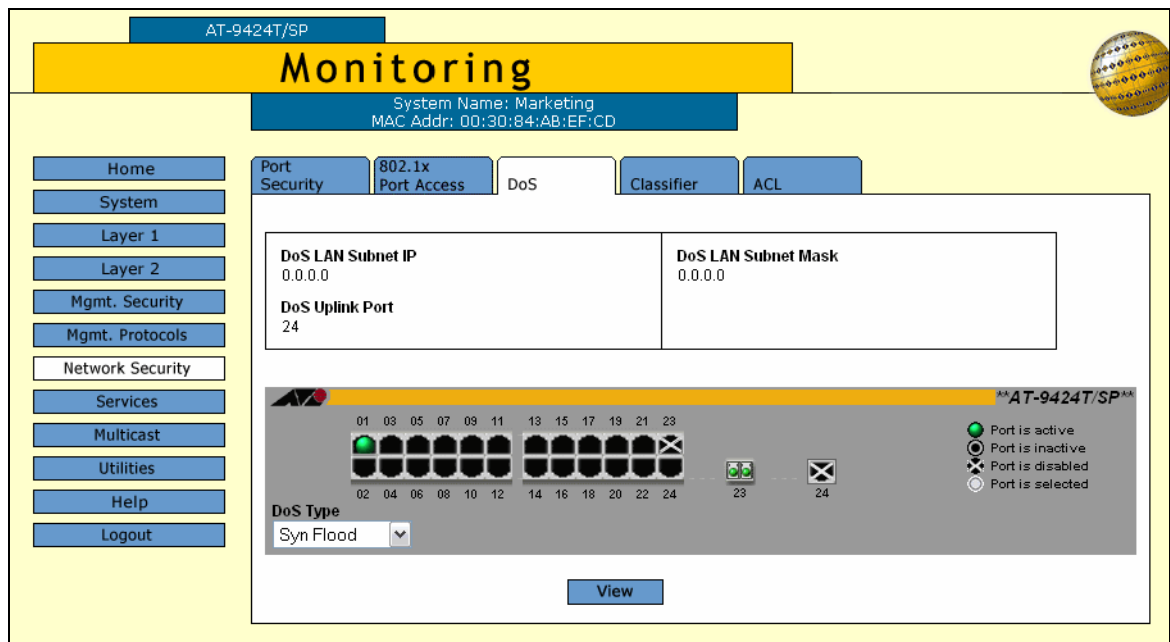 AT-9424T/SP
Monitoring
System Name: Marketing
MAC Addr: 00:30:84:AB:EF:CD
Home
System
Layer 1
Layer 2
Mgmt. Security
Mgmt. Protocols
Network Security
Services
Multicast
Utilities
Help
Logout
Port Security
802.1x Port Access
DoS
Classifier
ACL
DoS LAN Subnet IP
0.0.0.0
DoS Uplink Port
24
DoS LAN Subnet Mask
0.0.0.0
**AT-9424T/SP**
01 03 05 07 09 11 13 15 17 19 21 23
02 04 06 08 10 12 14 16 18 20 22 24 23 24
Port is active
Port is inactive
Port is disabled
Port is selected
DoS Type
Syn Flood
View